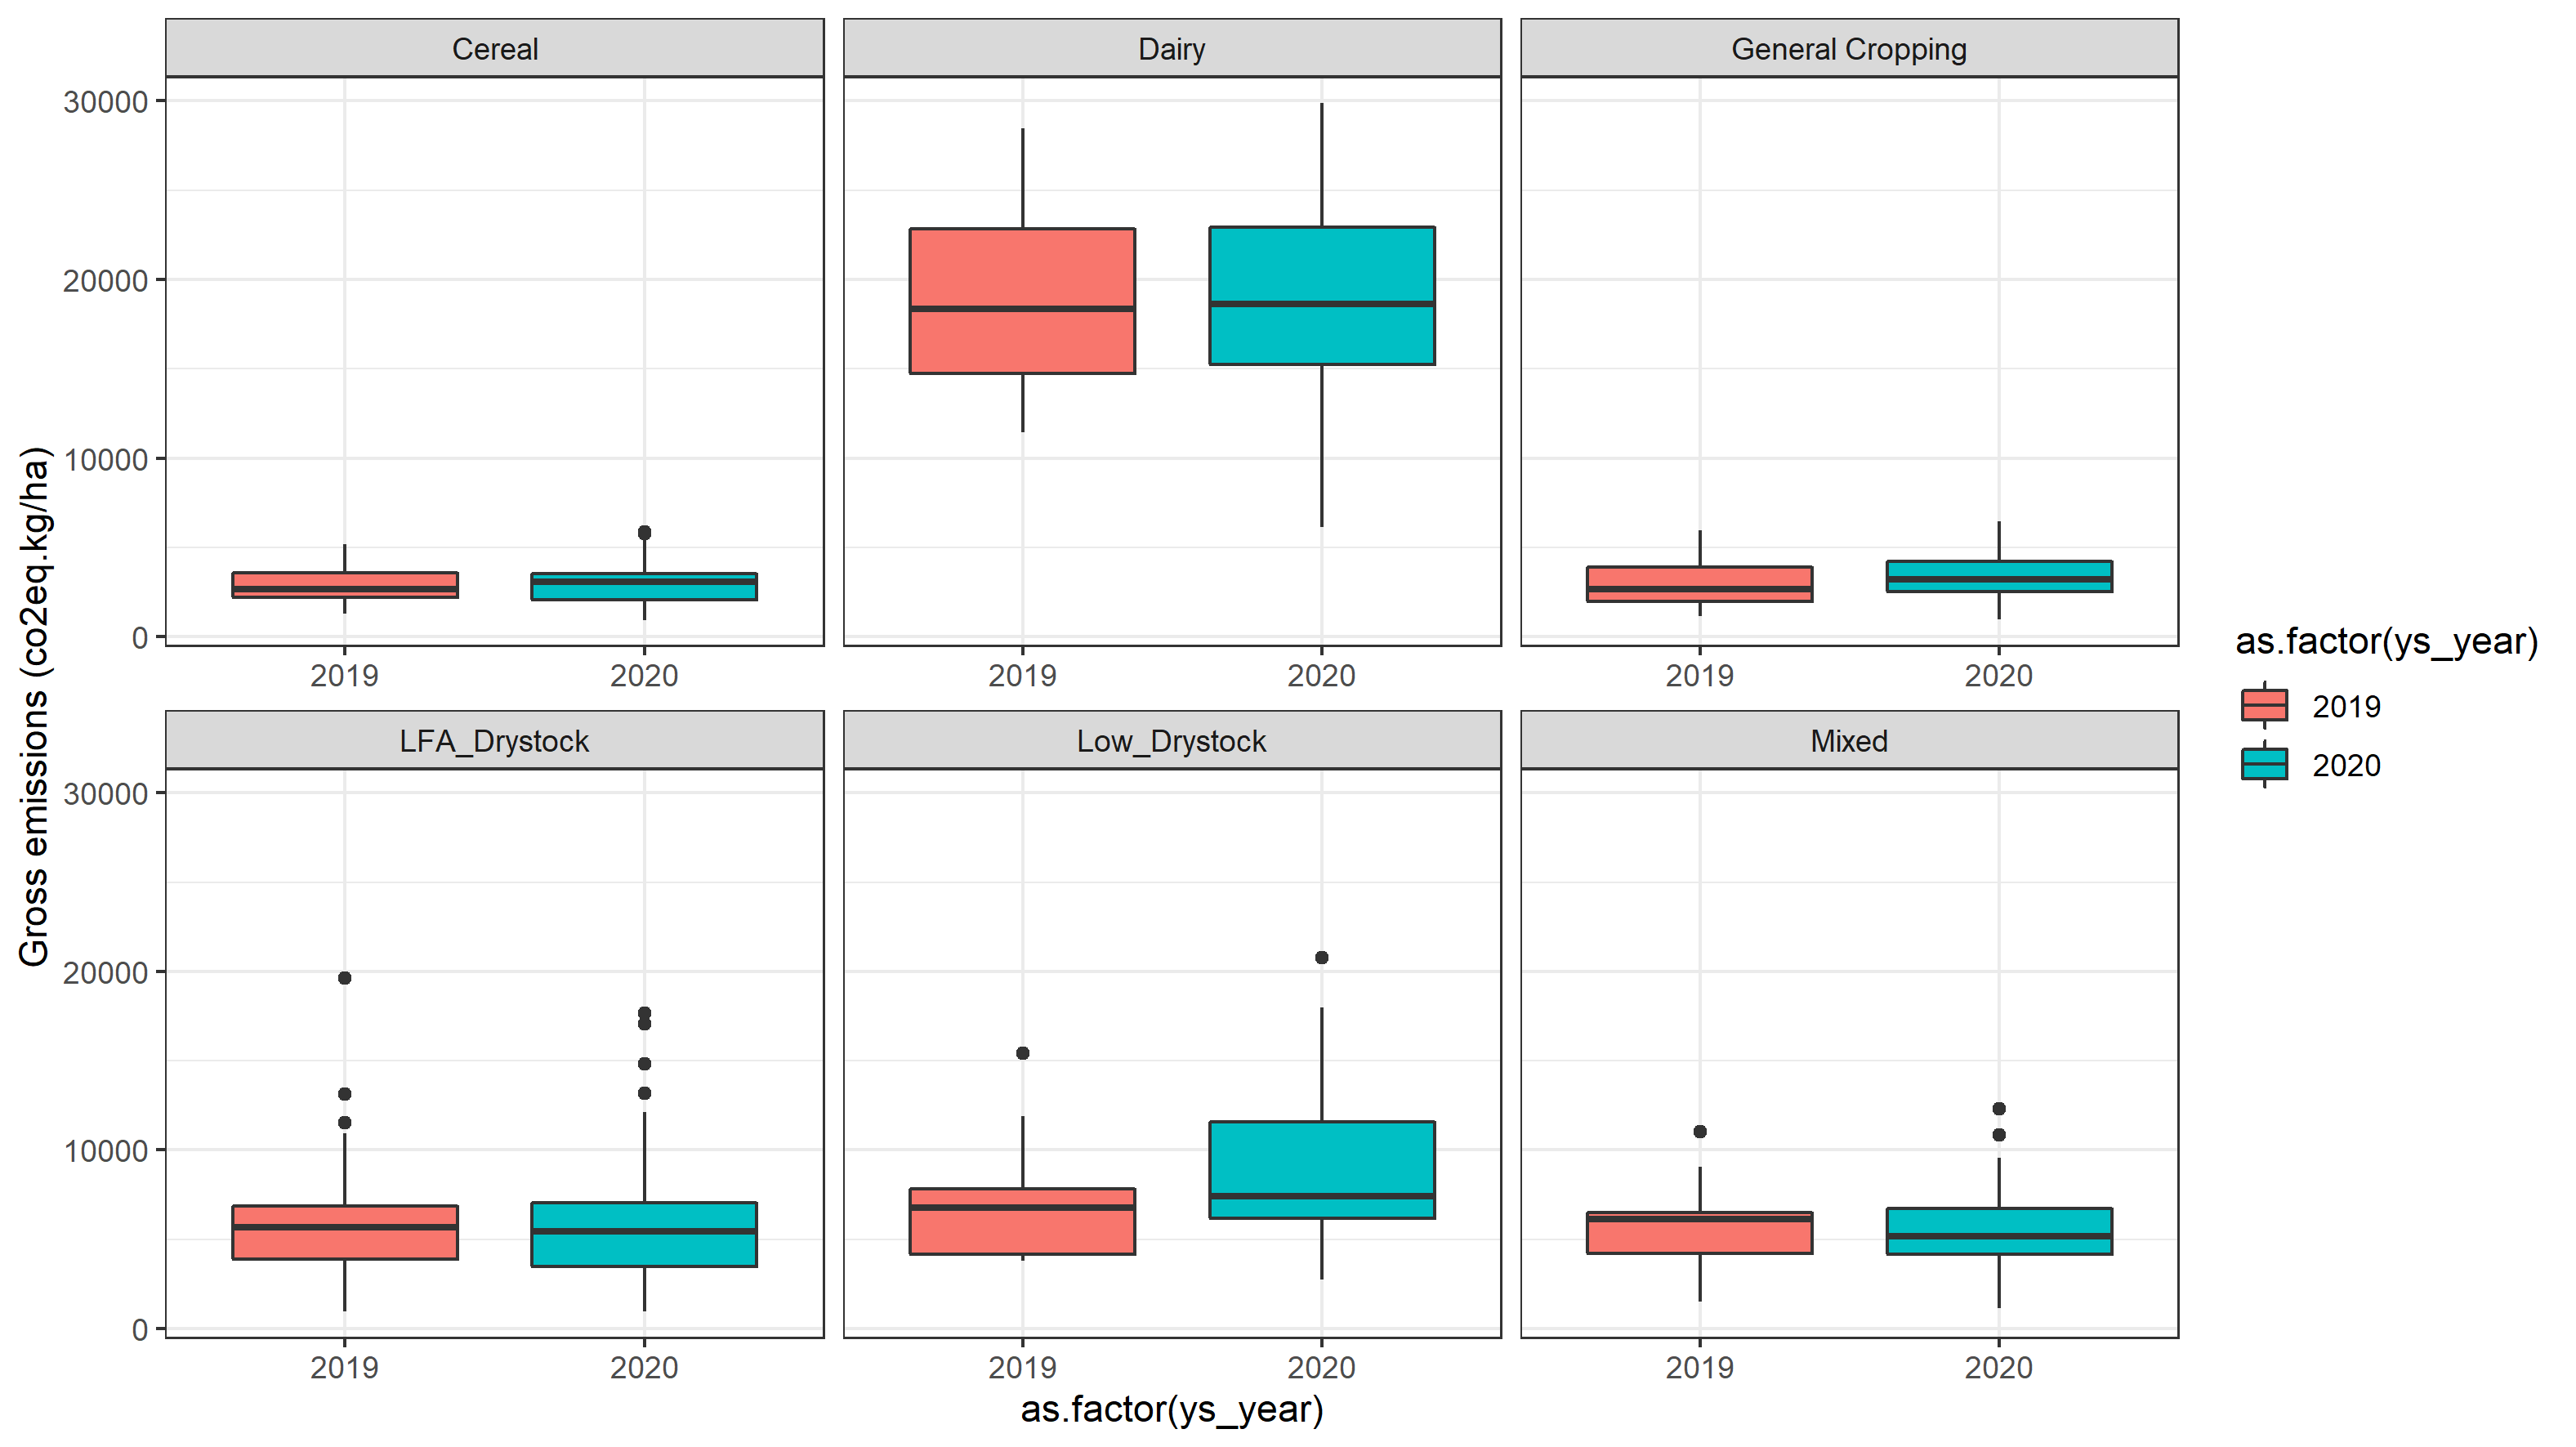 Cereal
Dairy
General Cropping
30000
20000
10000
0
2019
2020
2019
2020
2019
2020
LFA_Drystock
Low_Drystock
Mixed
30000
20000
10000
0
2019
2020
2019
2020
2019
2020
as.factor(ys_year)
Gross emissions (co2eq.kg/ha)
as.factor(ys_year)
2019
2020